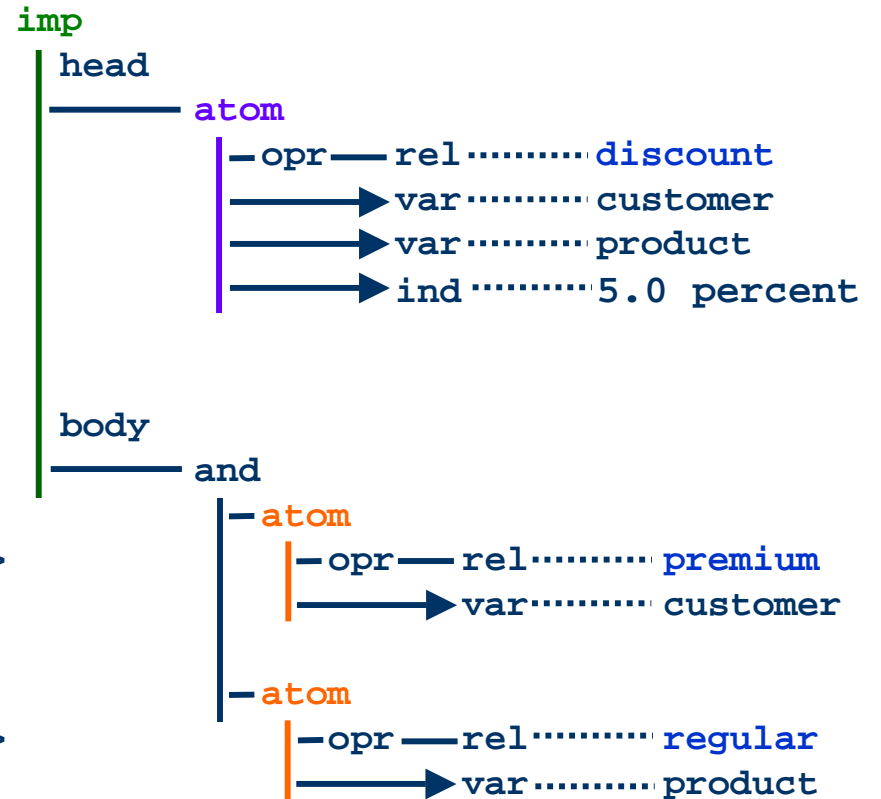 imp
head
atom
opr rel discount
var customer
var product
ind 5.0 percent
body
and
atom
> opr rel premium
var customer
atom
> opr rel regular
var product